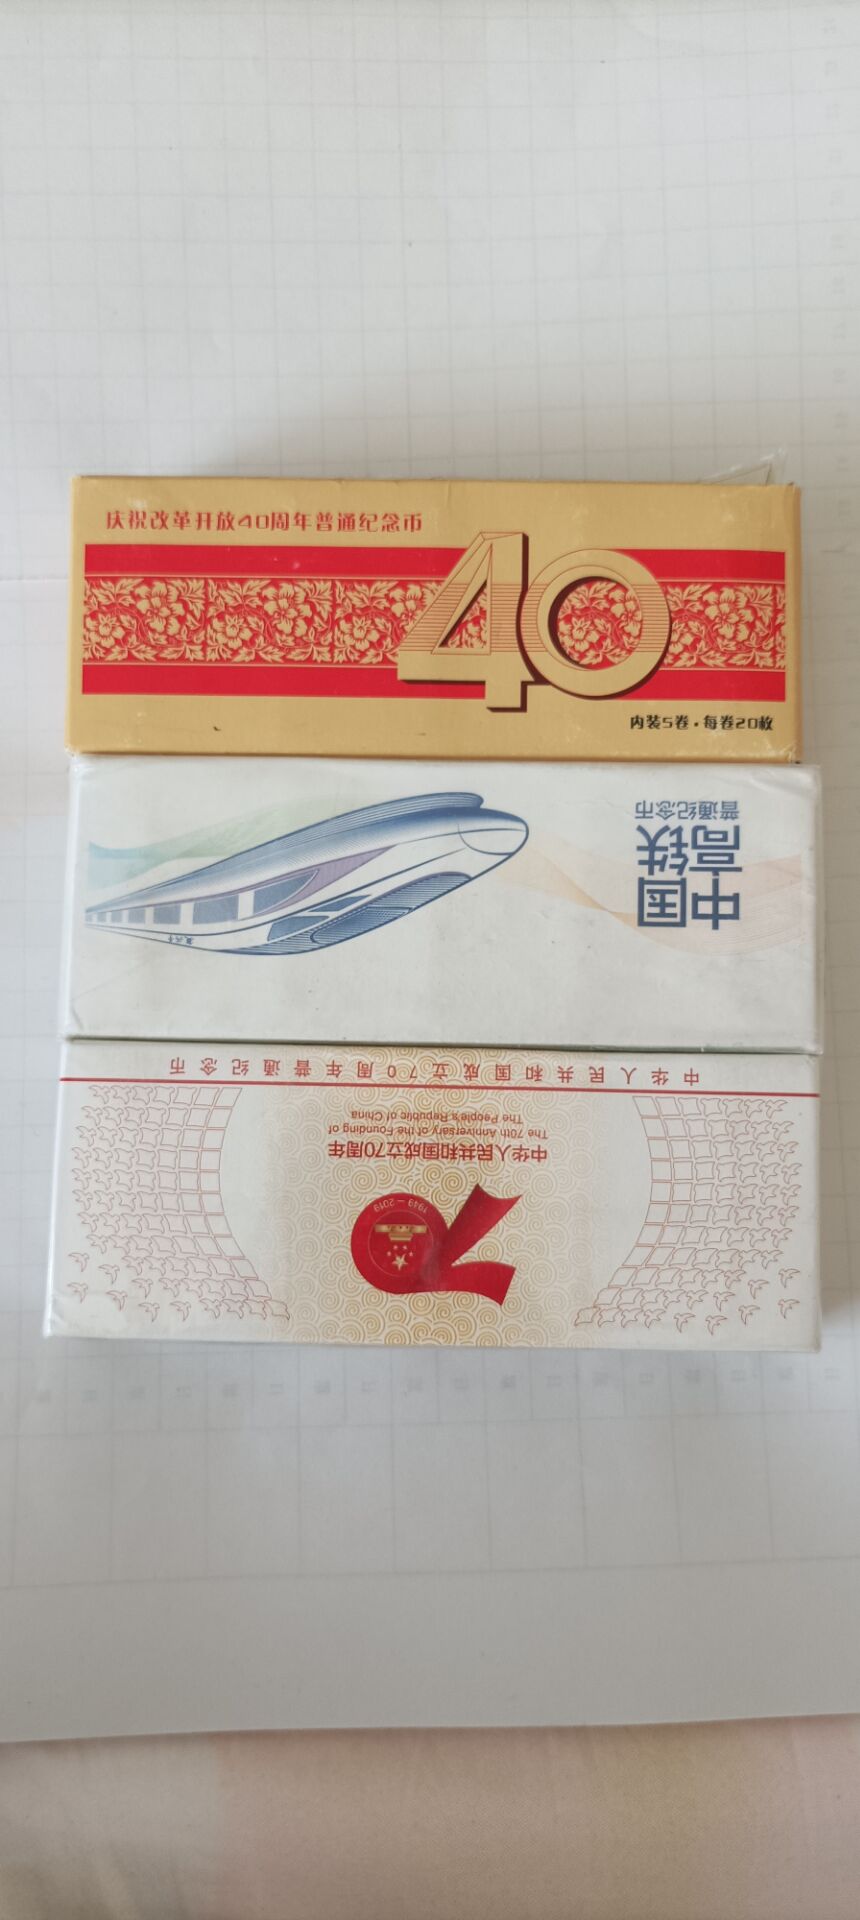 庆祝改革开放40周年普通纪念币
40
内装5卷·每卷20枚
中国
高铁
普通纪念币
复兴号
70
1949-2019
中华人民共和国成立70周年
The 70th Anniversary of the Founding of
The People's Republic of China
中华人民共和国成立70周年普通纪念币